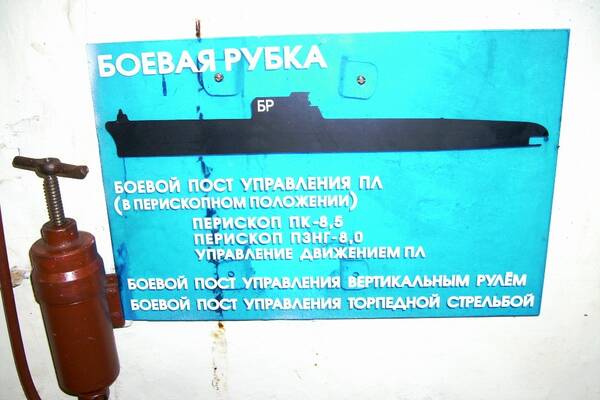 БОЕВАЯ РУБКА
БР
БОЕВОЙ ПОСТ УПРАВЛЕНИЯ ПЛ
(В ПЕРИСКОПНОМ ПОЛОЖЕНИИ)
ПЕРИСКОП ПК-8,5
ПЕРИСКОП ПЗНГ-8,0
УПРАВЛЕНИЕ ДВИЖЕНИЕМ ПЛ
БОЕВОЙ ПОСТ УПРАВЛЕНИЯ ВЕРТИКАЛЬНЫМ РУЛЁМ
БОЕВОЙ ПОСТ УПРАВЛЕНИЯ ТОРПЕДНОЙ СТРЕЛЬБОЙ